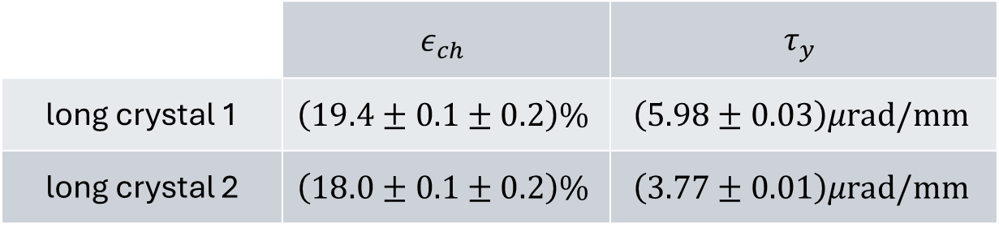 ϵ_ch τ_y
long crystal 1 (19.4 ± 0.1 ± 0.2)% (5.98 ± 0.03)μrad/mm
long crystal 2 (18.0 ± 0.1 ± 0.2)% (3.77 ± 0.01)μrad/mm